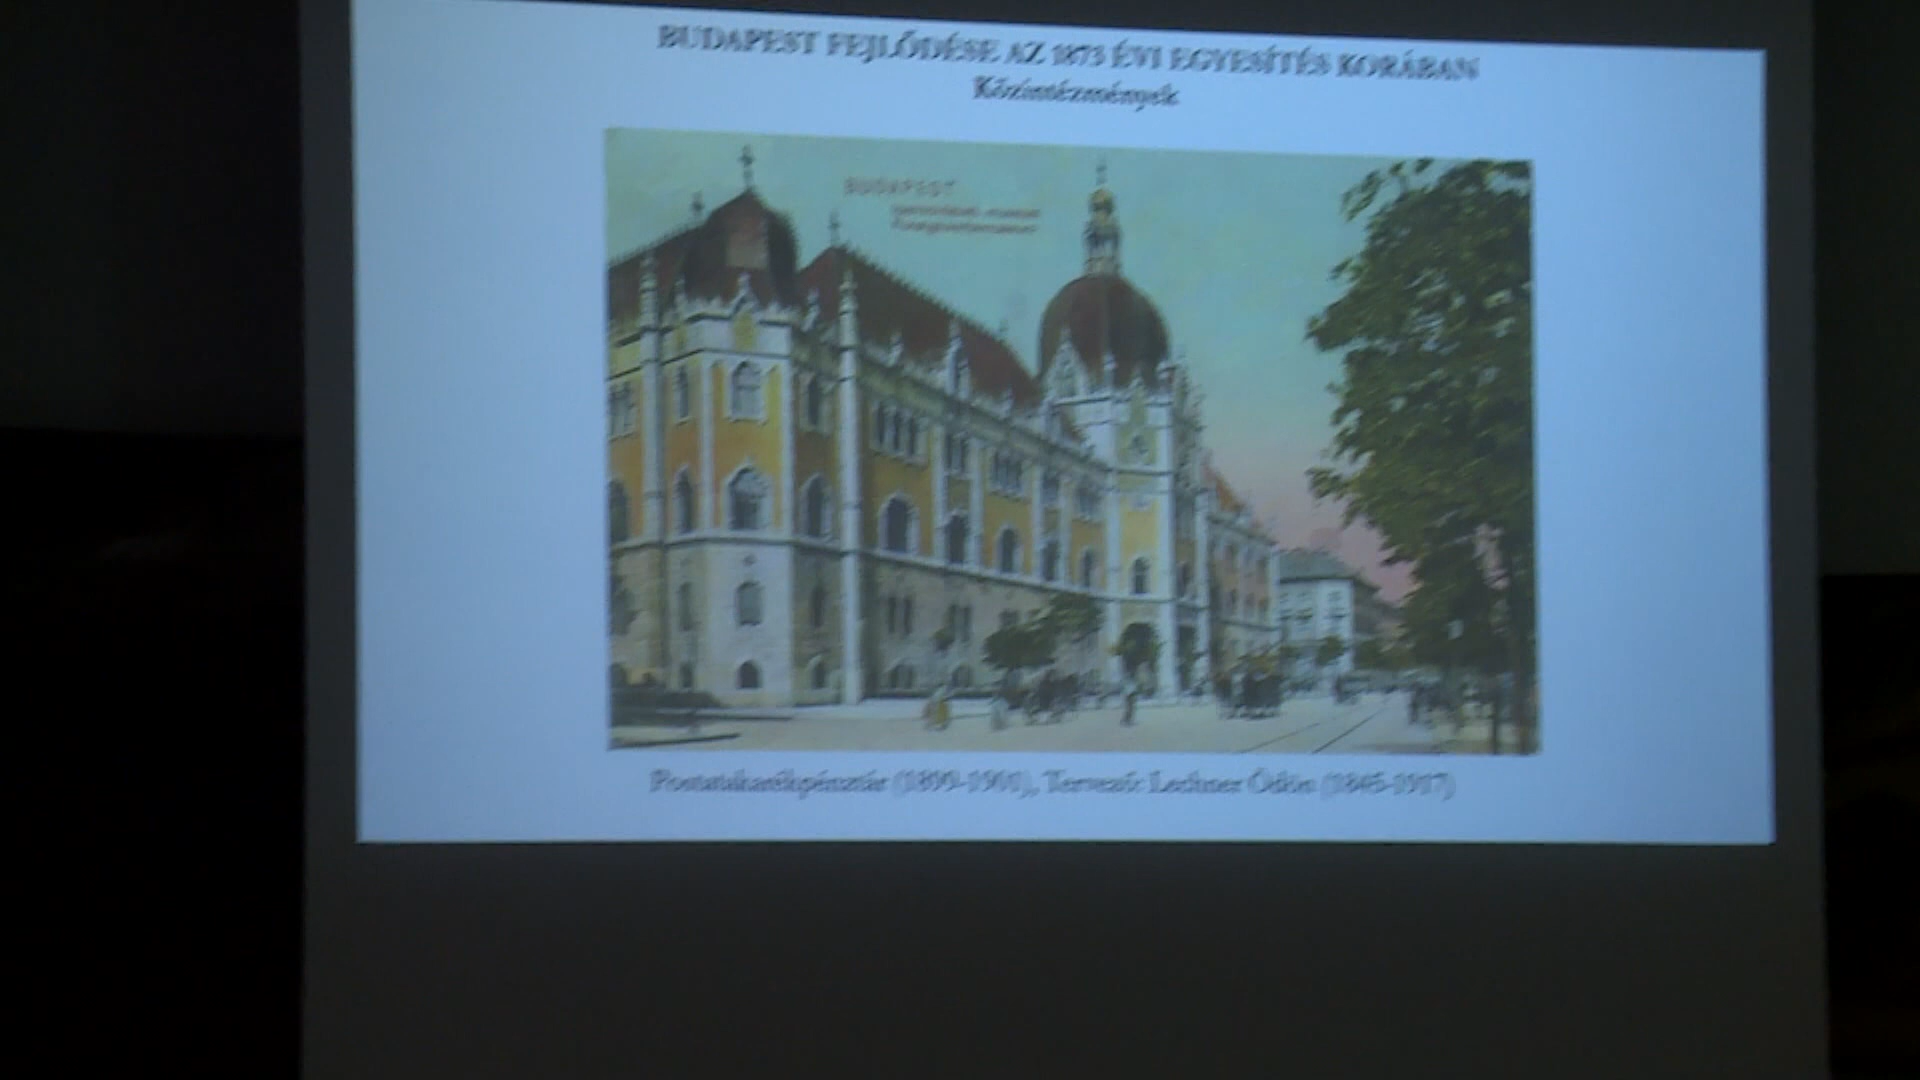 BUDAPEST FEJLŐDÉSE AZ 1873 ÉVI EGYESÍTÉS KORÁBAN
Közintézmények
BUDAPEST
Postatakarékpénztár (1899-1901), Tervező: Lechner Ödön (1845-1917)